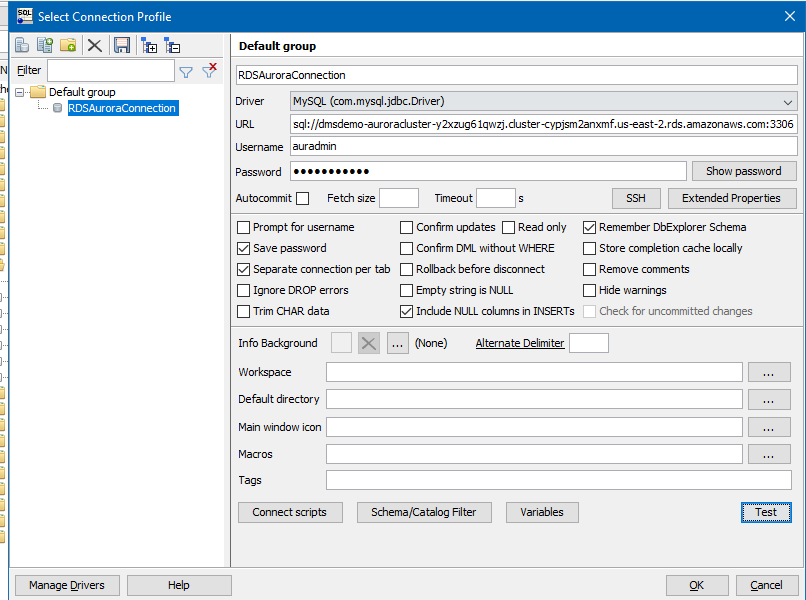 SQL Select Connection Profile
Default group
Filter
Default group
RDSAuroraConnection
RDSAuroraConnection
Driver MySQL (com.mysql.jdbc.Driver)
URL sql://dmsdemo-auroracluster-y2xzug61qwzj.cluster-cypjsm2anxmf.us-east-2.rds.amazonaws.com:3306
Username auradmin
Password ●●●●●●●●●●● Show password
Autocommit Fetch size Timeout s SSH Extended Properties
Prompt for username Confirm updates Read only Remember DbExplorer Schema
Save password Confirm DML without WHERE Store completion cache locally
Separate connection per tab Rollback before disconnect Remove comments
Ignore DROP errors Empty string is NULL Hide warnings
Trim CHAR data Include NULL columns in INSERTs Check for uncommitted changes
Info Background ... (None) Alternate Delimiter
Workspace ...
Default directory ...
Main window icon ...
Macros ...
Tags
Connect scripts Schema/Catalog Filter Variables Test
Manage Drivers Help OK Cancel